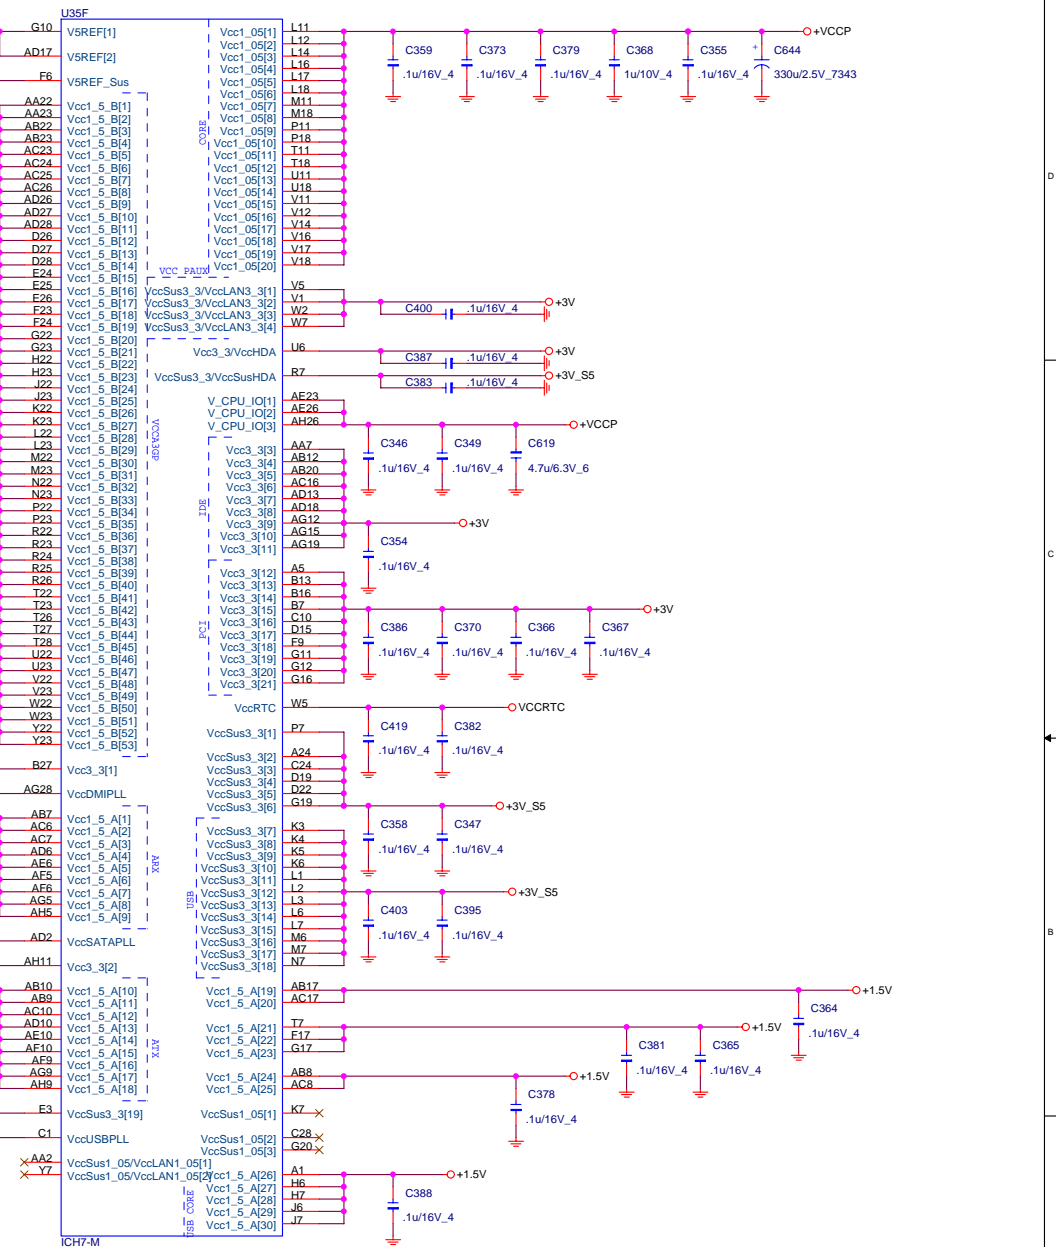 U35F
G10 V5REF[1] Vcc1_05[1] L11 +VCCP
Vcc1_05[2] L12
AD17 V5REF[2] Vcc1_05[3] L14
Vcc1_05[4] L16
F6 V5REF_Sus Vcc1_05[5] L17
Vcc1_05[6] L18
AA22 Vcc1_5_B[1] Vcc1_05[7] M11
AA23 Vcc1_5_B[2] Vcc1_05[8] M18
AB22 Vcc1_5_B[3] Vcc1_05[9] P11
AB23 Vcc1_5_B[4] Vcc1_05[10] P18
AC23 Vcc1_5_B[5] Vcc1_05[11] T11
AC24 Vcc1_5_B[6] Vcc1_05[12] T18
AC25 Vcc1_5_B[7] Vcc1_05[13] U11
AC26 Vcc1_5_B[8] Vcc1_05[14] U18
AD26 Vcc1_5_B[9] Vcc1_05[15] V11
AD27 Vcc1_5_B[10] Vcc1_05[16] V12
AD28 Vcc1_5_B[11] Vcc1_05[17] V14
D26 Vcc1_5_B[12] Vcc1_05[18] V16
D27 Vcc1_5_B[13] Vcc1_05[19] V17
D28 Vcc1_5_B[14] Vcc1_05[20] V18
CORE
C359 C373 C379 C368 C355 + C644
.1u/16V_4 .1u/16V_4 .1u/16V_4 1u/10V_4 .1u/16V_4 330u/2.5V_7343
D
E24 Vcc1_5_B[15] VCC PAUX
E25 Vcc1_5_B[16] VccSus3_3/VccLAN3_3[1] V5
E26 Vcc1_5_B[17] VccSus3_3/VccLAN3_3[2] V1 +3V
F23 Vcc1_5_B[18] VccSus3_3/VccLAN3_3[3] W2 C400 .1u/16V_4
F24 Vcc1_5_B[19] VccSus3_3/VccLAN3_3[4] W7
G22 Vcc1_5_B[20]
G23 Vcc1_5_B[21] Vcc3_3/VccHDA U6 +3V
H22 Vcc1_5_B[22] C387 .1u/16V_4
H23 Vcc1_5_B[23] VccSus3_3/VccSusHDA R7 +3V_S5
J22 Vcc1_5_B[24] C383 .1u/16V_4
J23 Vcc1_5_B[25] V_CPU_IO[1] AE23
K22 Vcc1_5_B[26] V_CPU_IO[2] AE26
K23 Vcc1_5_B[27] V_CPU_IO[3] AH26 +VCCP
L22 Vcc1_5_B[28] C346 C349 C619
L23 Vcc1_5_B[29] Vcc3_3[3] AA7
M22 Vcc1_5_B[30] Vcc3_3[4] AB12 .1u/16V_4 .1u/16V_4 4.7u/6.3V_6
M23 Vcc1_5_B[31] Vcc3_3[5] AB20
N22 Vcc1_5_B[32] Vcc3_3[6] AC16
N23 Vcc1_5_B[33] Vcc3_3[7] AD13
P22 Vcc1_5_B[34] Vcc3_3[8] AD18
P23 Vcc1_5_B[35] Vcc3_3[9] AG12 +3V
R22 Vcc1_5_B[36] Vcc3_3[10] AG15
R23 Vcc1_5_B[37] Vcc3_3[11] AG19
VCCA3GP
IDE
C354
.1u/16V_4
C
R24 Vcc1_5_B[38]
R25 Vcc1_5_B[39] Vcc3_3[12] A5
R26 Vcc1_5_B[40] Vcc3_3[13] B13
T22 Vcc1_5_B[41] Vcc3_3[14] B16
T23 Vcc1_5_B[42] Vcc3_3[15] B7 +3V
T26 Vcc1_5_B[43] Vcc3_3[16] C10
T27 Vcc1_5_B[44] Vcc3_3[17] D15
T28 Vcc1_5_B[45] Vcc3_3[18] F9
U22 Vcc1_5_B[46] Vcc3_3[19] G11
U23 Vcc1_5_B[47] Vcc3_3[20] G12
V22 Vcc1_5_B[48] Vcc3_3[21] G16
PCI
C386 C370 C366 C367
.1u/16V_4 .1u/16V_4 .1u/16V_4 .1u/16V_4
V23 Vcc1_5_B[49]
W22 Vcc1_5_B[50] VccRTC W5 VCCRTC
W23 Vcc1_5_B[51]
Y22 Vcc1_5_B[52] VccSus3_3[1] P7
Y23 Vcc1_5_B[53]
C419 C382
.1u/16V_4 .1u/16V_4
VccSus3_3[2] A24
B27 Vcc3_3[1] VccSus3_3[3] C24
VccSus3_3[4] D19
AG28 VccDMIPLL VccSus3_3[5] D22
VccSus3_3[6] G19 +3V_S5
AB7 Vcc1_5_A[1]
AC6 Vcc1_5_A[2] VccSus3_3[7] K3
AC7 Vcc1_5_A[3] VccSus3_3[8] K4
AD6 Vcc1_5_A[4] VccSus3_3[9] K5
AE6 Vcc1_5_A[5] VccSus3_3[10] K6
AF5 Vcc1_5_A[6] VccSus3_3[11] L1
AF6 Vcc1_5_A[7] VccSus3_3[12] L2 +3V_S5
AG5 Vcc1_5_A[8] VccSus3_3[13] L3
AH5 Vcc1_5_A[9] VccSus3_3[14] L6
VccSus3_3[15] L7
AD2 VccSATAPLL VccSus3_3[16] M6
VccSus3_3[17] M7
AH11 Vcc3_3[2] VccSus3_3[18] N7
ARX
USB
C358 C347
.1u/16V_4 .1u/16V_4
C403 C395
.1u/16V_4 .1u/16V_4
B
AB10 Vcc1_5_A[10] Vcc1_5_A[19] AB17 +1.5V
AB9 Vcc1_5_A[11] Vcc1_5_A[20] AC17
AC10 Vcc1_5_A[12] C364
AD10 Vcc1_5_A[13] Vcc1_5_A[21] T7 +1.5V
AE10 Vcc1_5_A[14] Vcc1_5_A[22] F17 .1u/16V_4
AF10 Vcc1_5_A[15] Vcc1_5_A[23] G17 C381 C365
AF9 Vcc1_5_A[16] .1u/16V_4 .1u/16V_4
AG9 Vcc1_5_A[17] Vcc1_5_A[24] AB8 +1.5V
AH9 Vcc1_5_A[18] Vcc1_5_A[25] AC8
ATX
C378
E3 VccSus3_3[19] VccSus1_05[1] K7
.1u/16V_4
C1 VccUSBPLL VccSus1_05[2] C28
VccSus1_05[3] G20
AA2 VccSus1_05/VccLAN1_05[1]
Y7 VccSus1_05/VccLAN1_05[2] Vcc1_5_A[26] A1 +1.5V
Vcc1_5_A[27] H6
Vcc1_5_A[28] H7
Vcc1_5_A[29] J6
Vcc1_5_A[30] J7
USB CORE
C388
.1u/16V_4
ICH7-M